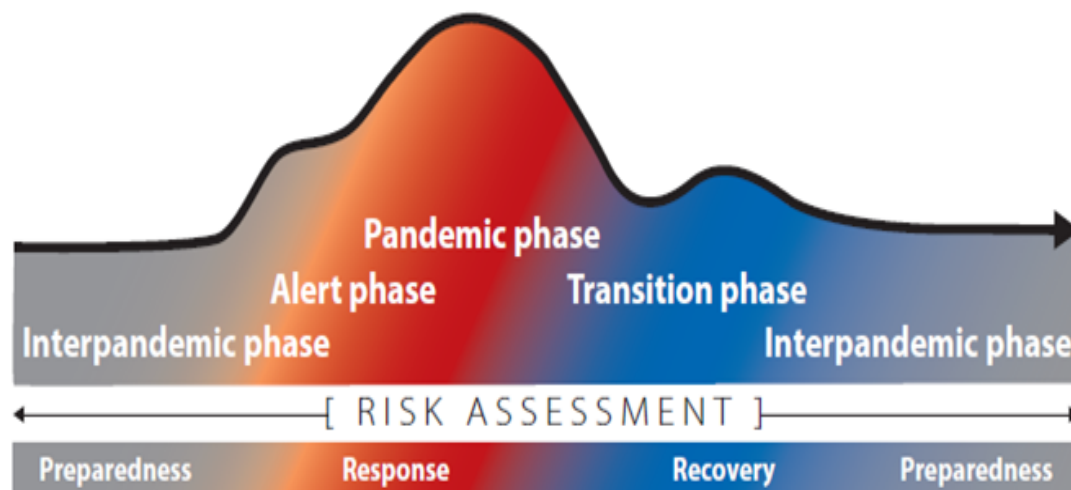 Pandemic phase
Alert phase
Transition phase
Interpandemic phase
Interpandemic phase
[ RISK ASSESSMENT ]
Preparedness
Response
Recovery
Preparedness